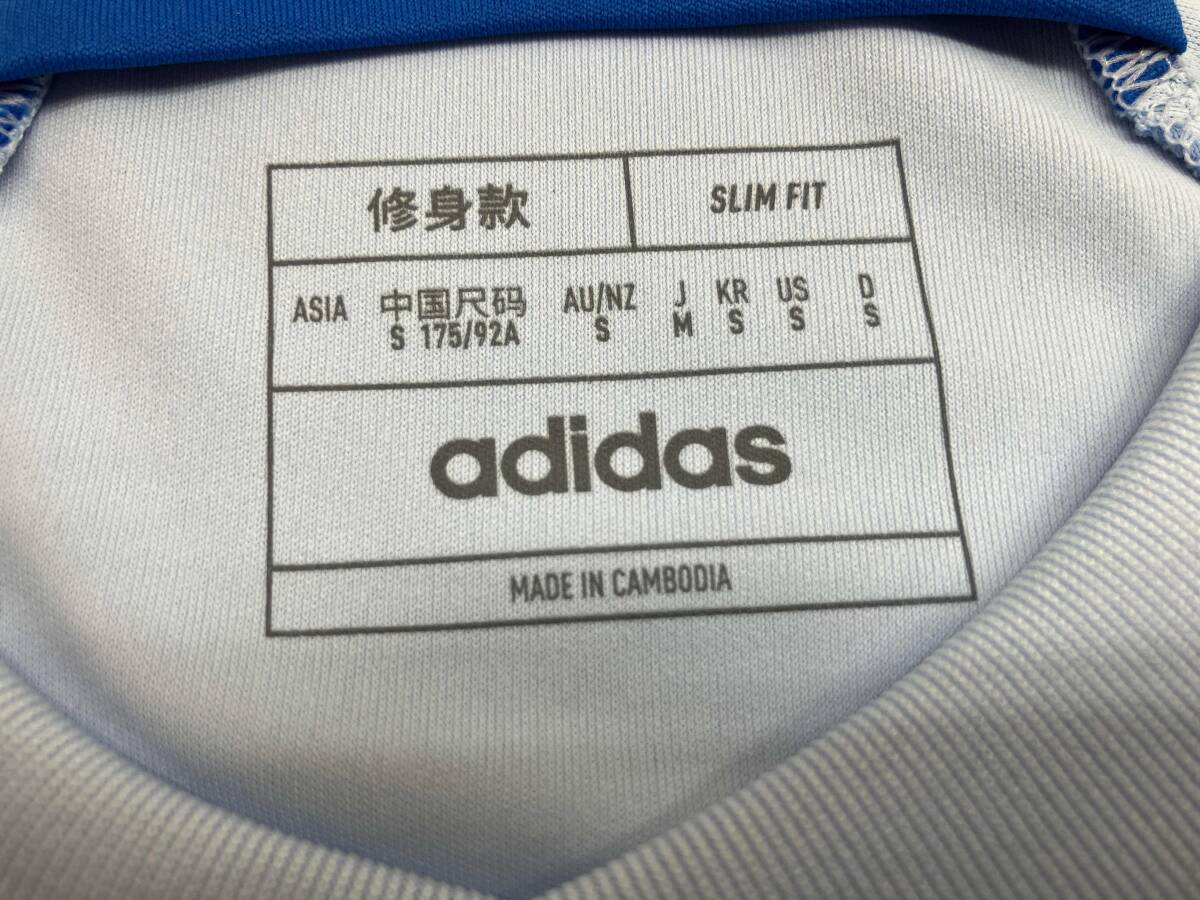 修身款 SLIM FIT
ASIA 中国尺码 AU/NZ J KR US D
S 175/92A S M S S S
adidas
MADE IN CAMBODIA